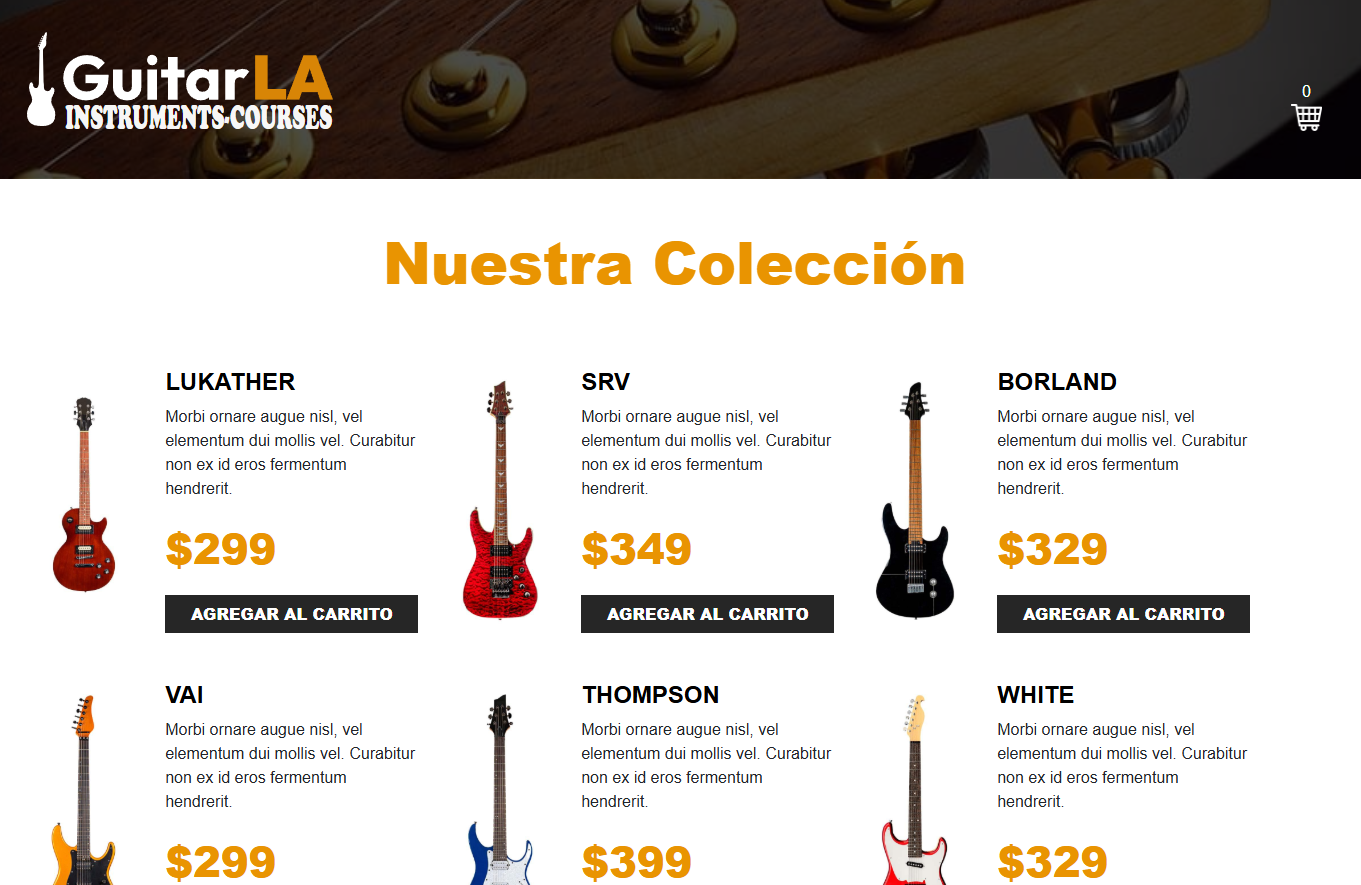 GuitarLA
INSTRUMENTS-COURSES
0
Nuestra Colección
LUKATHER
Morbi ornare augue nisl, vel
elementum dui mollis vel. Curabitur
non ex id eros fermentum
hendrerit.
$299
AGREGAR AL CARRITO
SRV
Morbi ornare augue nisl, vel
elementum dui mollis vel. Curabitur
non ex id eros fermentum
hendrerit.
$349
AGREGAR AL CARRITO
BORLAND
Morbi ornare augue nisl, vel
elementum dui mollis vel. Curabitur
non ex id eros fermentum
hendrerit.
$329
AGREGAR AL CARRITO
VAI
Morbi ornare augue nisl, vel
elementum dui mollis vel. Curabitur
non ex id eros fermentum
hendrerit.
$299
THOMPSON
Morbi ornare augue nisl, vel
elementum dui mollis vel. Curabitur
non ex id eros fermentum
hendrerit.
$399
WHITE
Morbi ornare augue nisl, vel
elementum dui mollis vel. Curabitur
non ex id eros fermentum
hendrerit.
$329